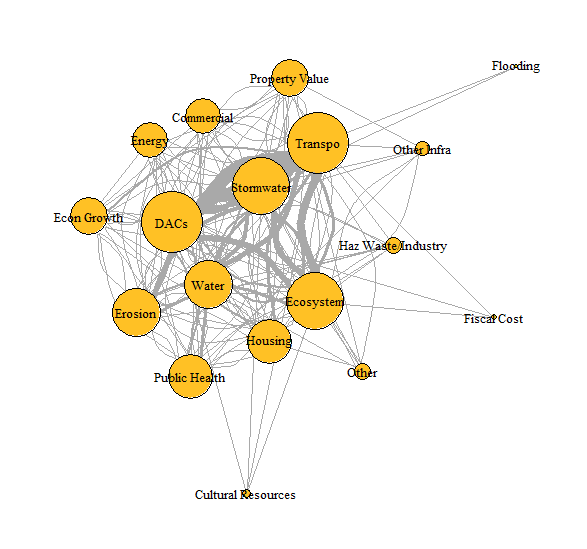 Flooding
Property Value
Commercial
Energy
Transpo
Other Infra
Stormwater
Econ Growth
DACs
Haz Waste Industry
Water
Ecosystem
Erosion
Fiscal Cost
Housing
Public Health
Other
Cultural Resources